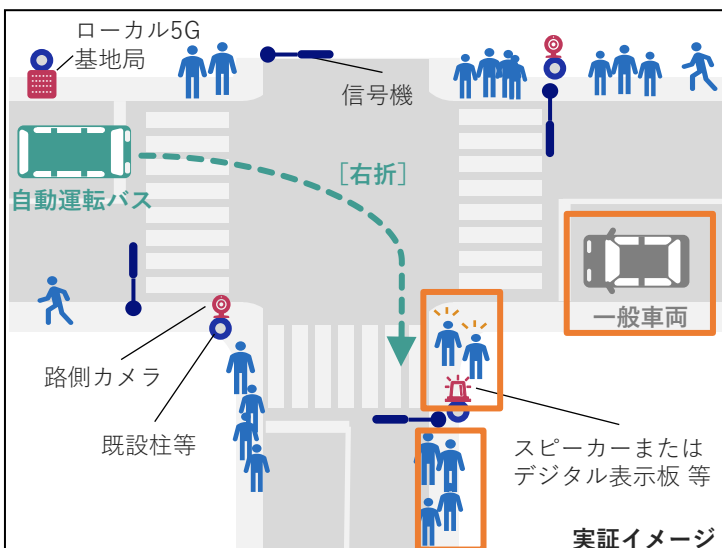 ローカル5G
基地局
信号機
［右折］
自動運転バス
一般車両
路側カメラ
既設柱等
スピーカーまたは
デジタル表示板 等
実証イメージ